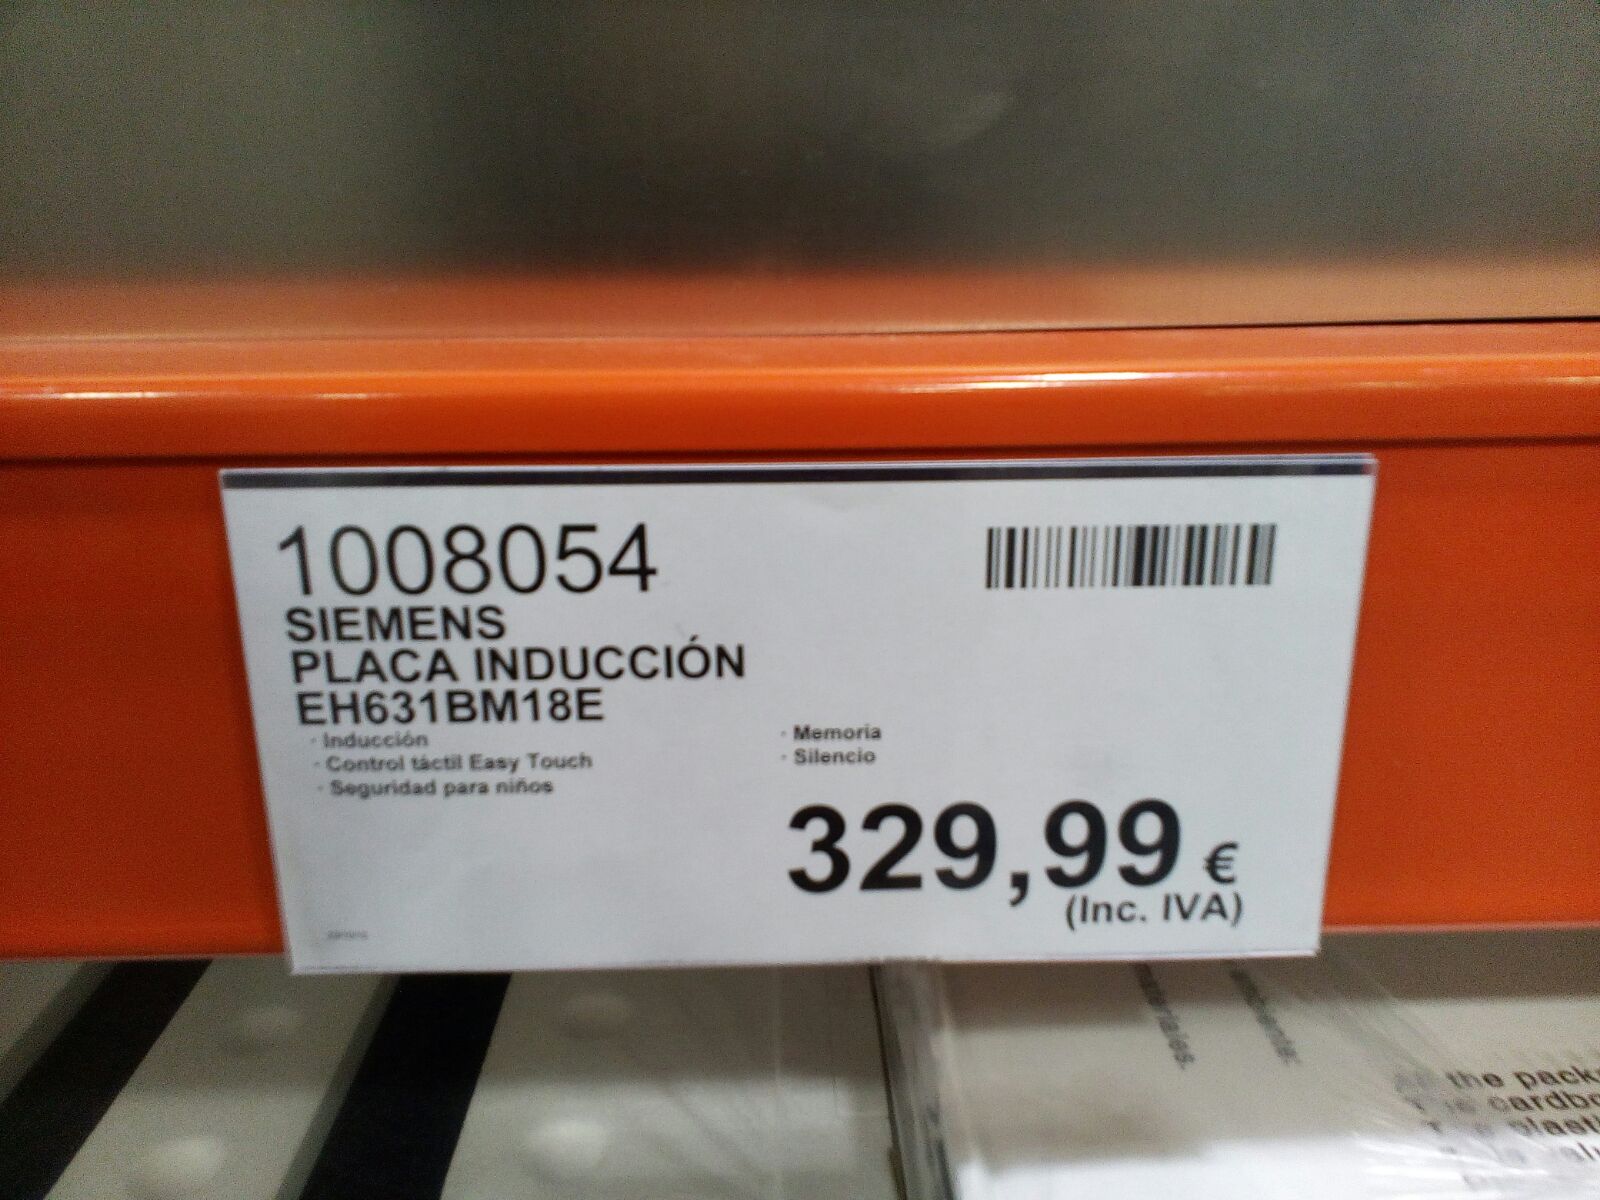 1008054
SIEMENS
PLACA INDUCCIÓN
EH631BM18E
· Inducción
· Control táctil Easy Touch
· Seguridad para niños
· Memoria
· Silencio
329,99 €
(Inc. IVA)
the